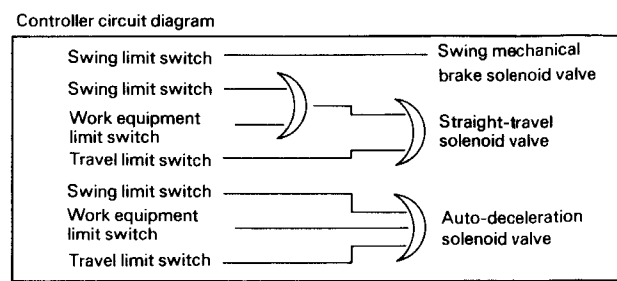 Controller circuit diagram
Swing limit switch
Swing mechanical
brake solenoid valve
Swing limit switch
Work equipment
limit switch
Straight-travel
solenoid valve
Travel limit switch
Swing limit switch
Work equipment
limit switch
Auto-deceleration
solenoid valve
Travel limit switch